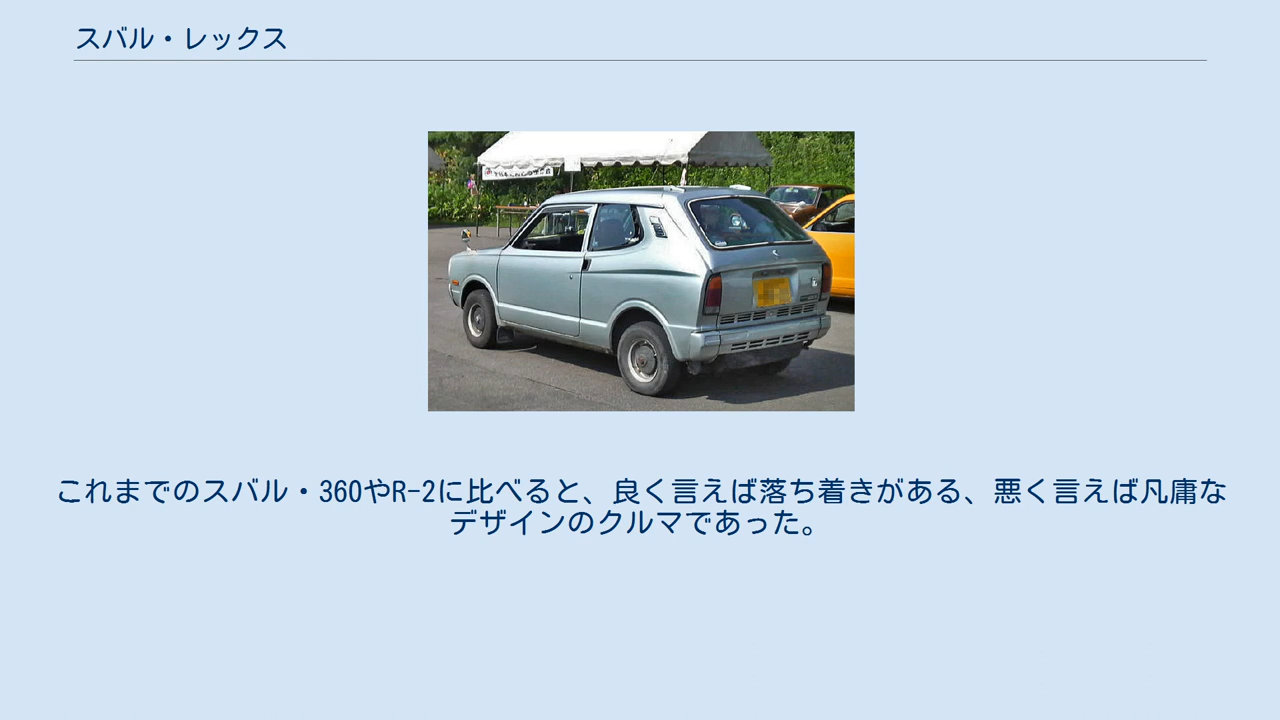 スバル・レックス
これまでのスバル・360やR-2に比べると、良く言えば落ち着きがある、悪く言えば凡庸な
デザインのクルマであった。